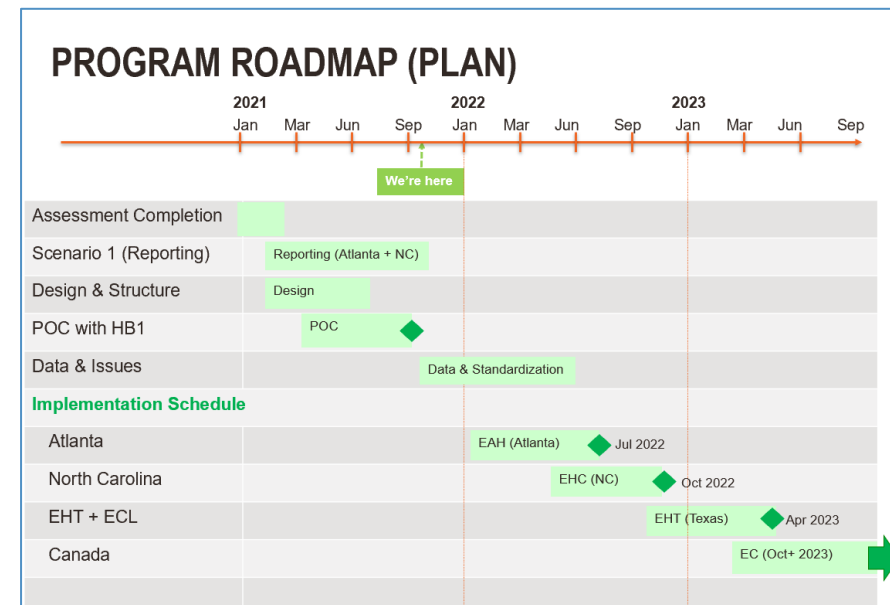 PROGRAM ROADMAP (PLAN)
2021 2022 2023
Jan Mar Jun Sep Jan Mar Jun Sep Jan Mar Jun Sep
We're here
Assessment Completion
Scenario 1 (Reporting) Reporting (Atlanta + NC)
Design & Structure Design
POC with HB1 POC
Data & Issues Data & Standardization
Implementation Schedule
Atlanta EAH (Atlanta) Jul 2022
North Carolina EHC (NC) Oct 2022
EHT + ECL EHT (Texas) Apr 2023
Canada EC (Oct+ 2023)